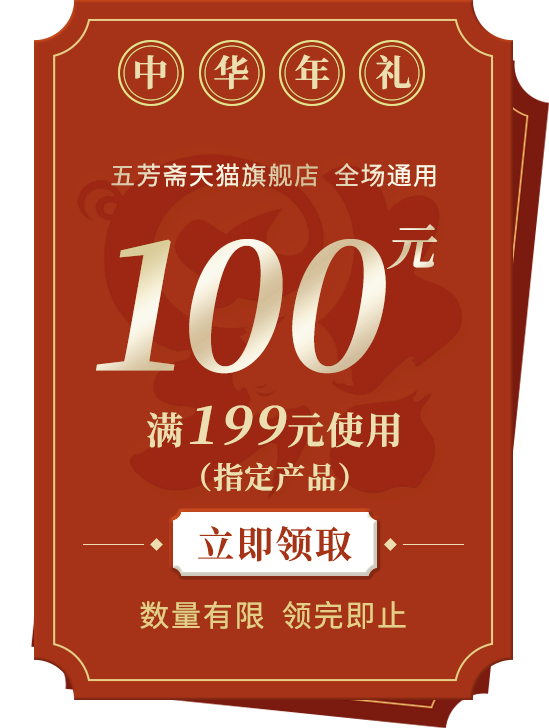 中华年礼
五芳斋天猫旗舰店 全场通用
100元
满199元使用
（指定产品）
立即领取
数量有限 领完即止